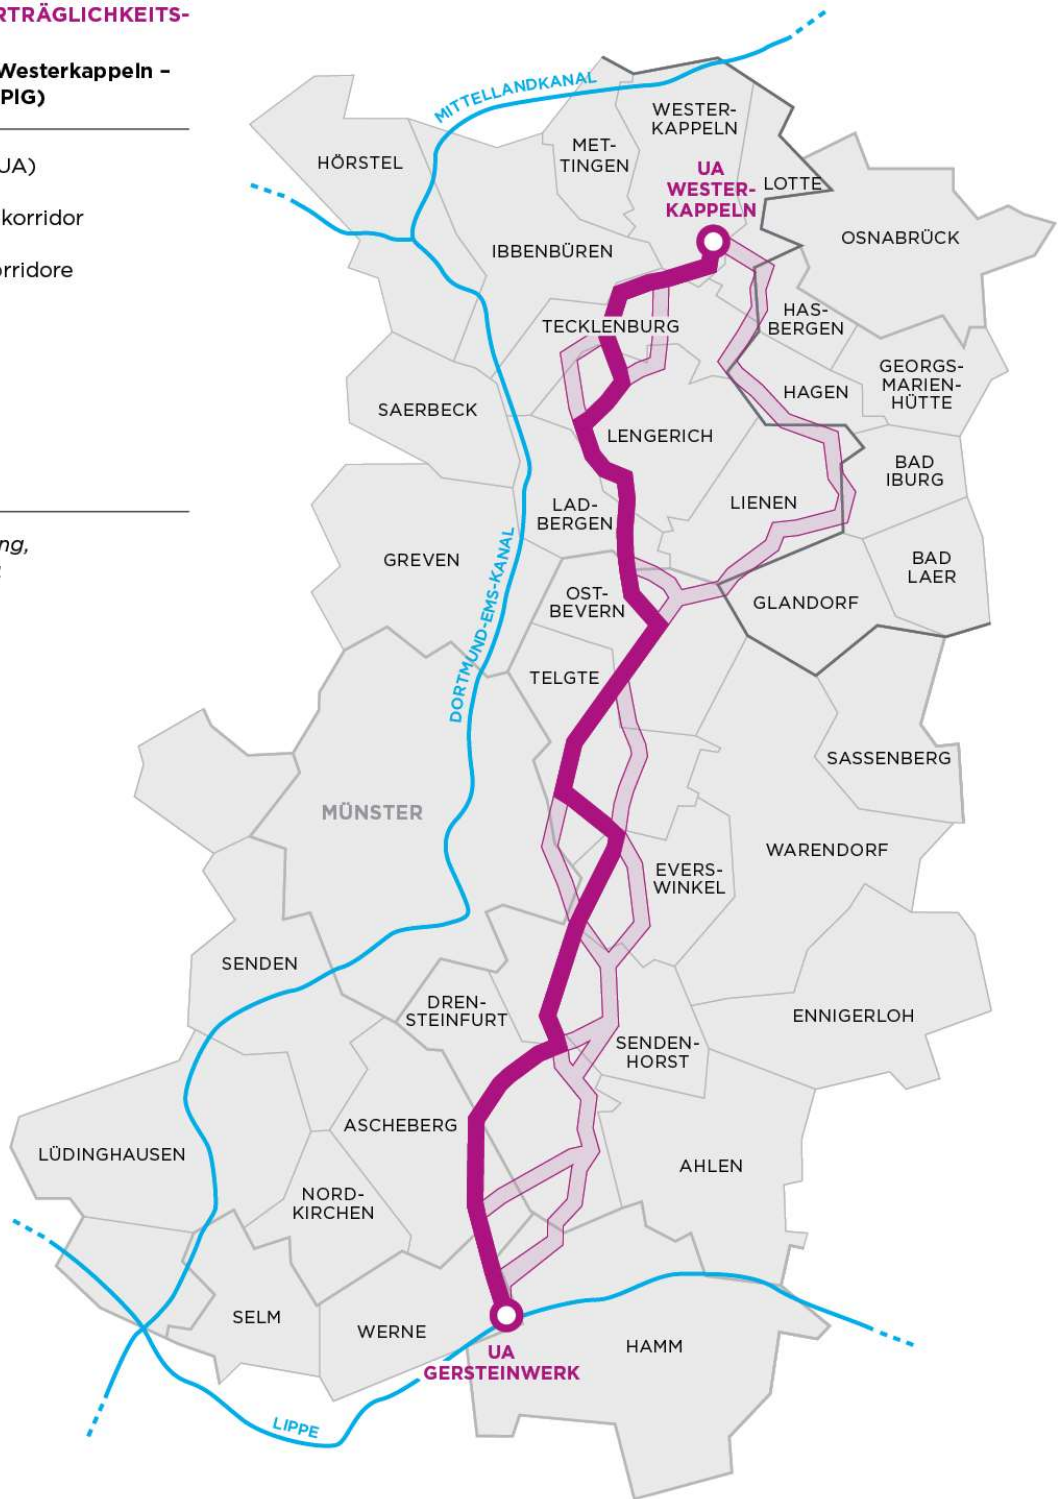 RTRÄGLICHKEITS-
Westerkappeln –
PIG)
UA)
korridor
orridore
ng,
MITTELLANDKANAL
WESTER-
KAPPELN
MET-
TINGEN
HÖRSTEL
UA
WESTER-
KAPPELN
LOTTE
OSNABRÜCK
IBBENBÜREN
HAS-
BERGEN
TECKLENBURG
GEORGS-
MARIEN-
HÜTTE
HAGEN
SAERBECK
LENGERICH
BAD
IBURG
LIENEN
LAD-
BERGEN
GREVEN
BAD
LAER
OST-
BEVERN
GLANDORF
DORTMUND-EMS-KANAL
TELGTE
SASSENBERG
MÜNSTER
WARENDORF
EVERS-
WINKEL
SENDEN
DREN-
STEINFURT
ENNIGERLOH
SENDEN-
HORST
ASCHEBERG
LÜDINGHAUSEN
AHLEN
NORD-
KIRCHEN
SELM
WERNE
HAMM
UA
GERSTEINWERK
LIPPE